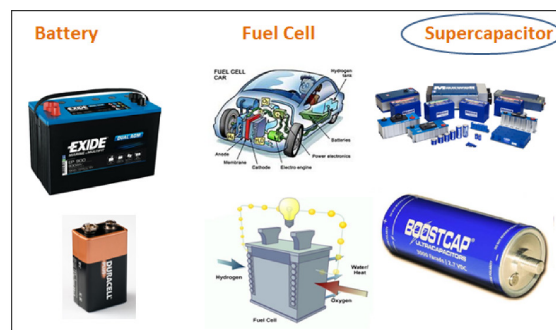 Battery
Fuel Cell
Supercapacitor
EXIDE
DUAL AGM
FUEL CELL
CAR
Hydrogen
tank
Batteries
Power electronics
Anode
Membrane
Cathode
Electro engine
DURACELL
Hydrogen
Water/
Heat
Oxygen
Fuel Cell
BOOSTCAP
ULTRACAPACITORS